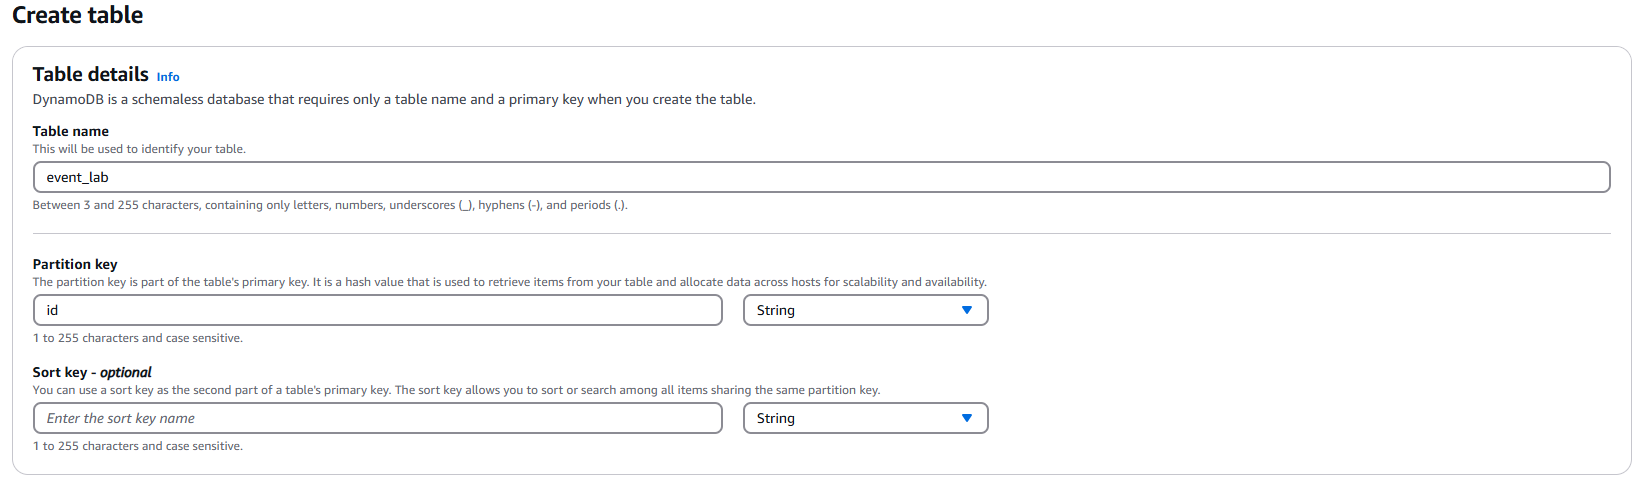 Create table
Table details Info
DynamoDB is a schemaless database that requires only a table name and a primary key when you create the table.
Table name
This will be used to identify your table.
event_lab
Between 3 and 255 characters, containing only letters, numbers, underscores (_), hyphens (-), and periods (.).
Partition key
The partition key is part of the table's primary key. It is a hash value that is used to retrieve items from your table and allocate data across hosts for scalability and availability.
id String
1 to 255 characters and case sensitive.
Sort key - optional
You can use a sort key as the second part of a table's primary key. The sort key allows you to sort or search among all items sharing the same partition key.
Enter the sort key name String
1 to 255 characters and case sensitive.